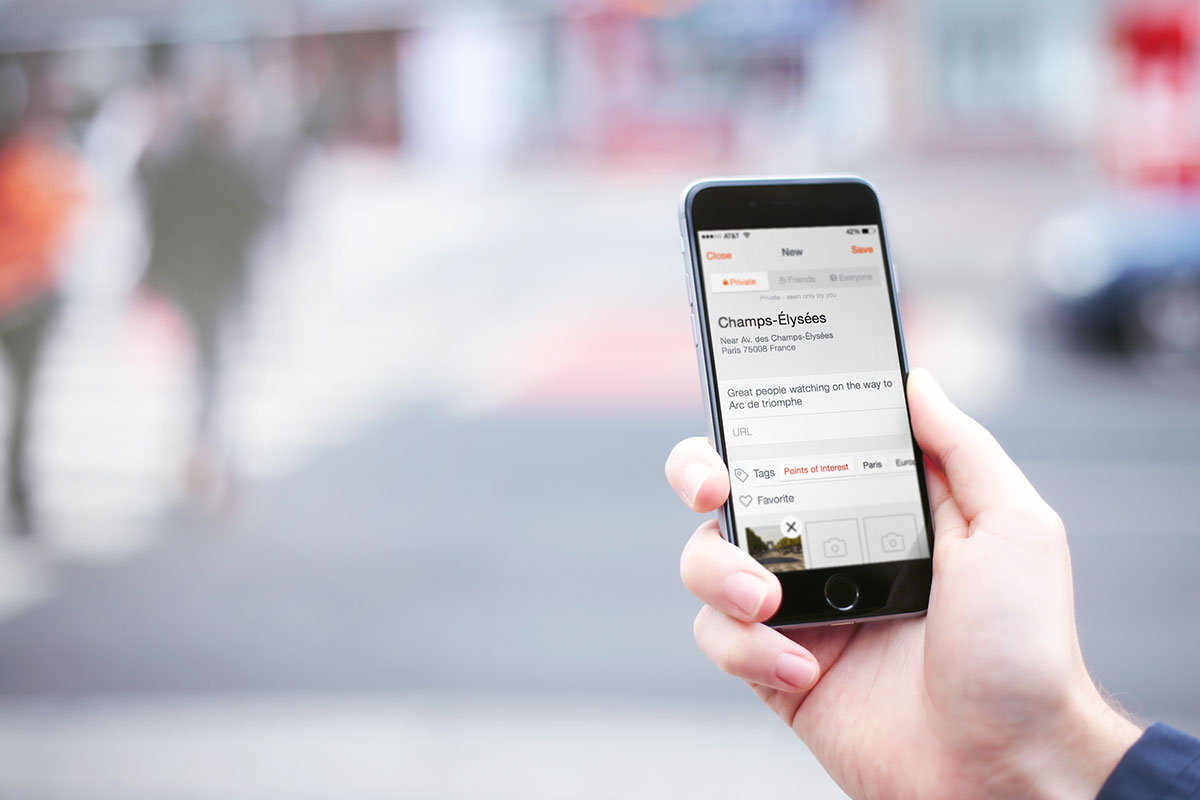 AT&T 42%
Close New Save
Private Friends Everyone
Private - seen only by you
Champs-Élysées
Near Av. des Champs-Élysées
Paris 75008 France
Great people watching on the way to
Arc de triomphe
URL
Tags Points of Interest Paris Euro
Favorite